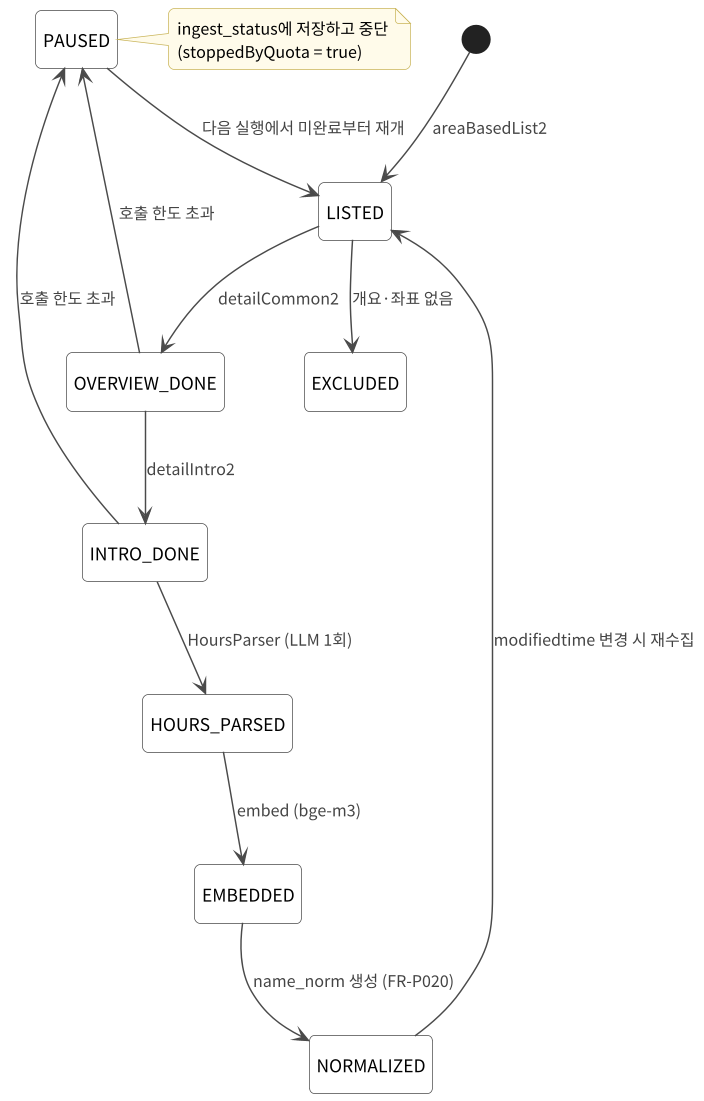 PAUSED
ingest_status에 저장하고 중단
(stoppedByQuota = true)
다음 실행에서 미완료부터 재개
areaBasedList2
LISTED
호출 한도 초과
호출 한도 초과
detailCommon2
개요·좌표 없음
OVERVIEW_DONE
EXCLUDED
detailIntro2
INTRO_DONE
HoursParser (LLM 1회)
modifiedtime 변경 시 재수집
HOURS_PARSED
embed (bge-m3)
EMBEDDED
name_norm 생성 (FR-P020)
NORMALIZED